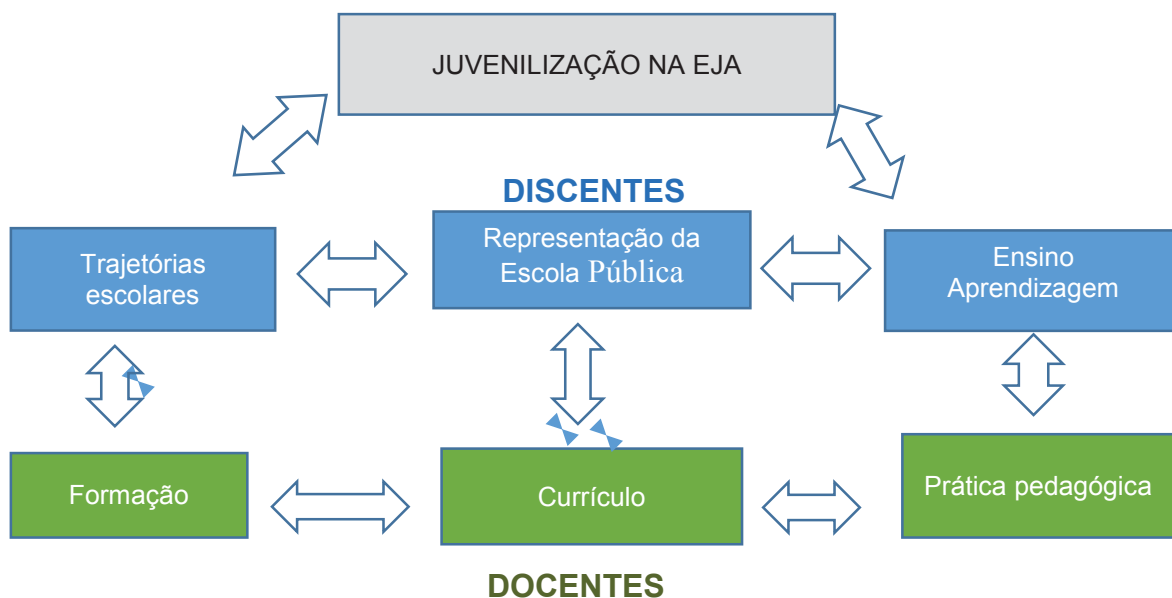 JUVENILIZAÇÃO NA EJA
DISCENTES
Trajetórias
escolares
Representação da
Escola Pública
Ensino
Aprendizagem
Formação
Currículo
Prática pedagógica
DOCENTES